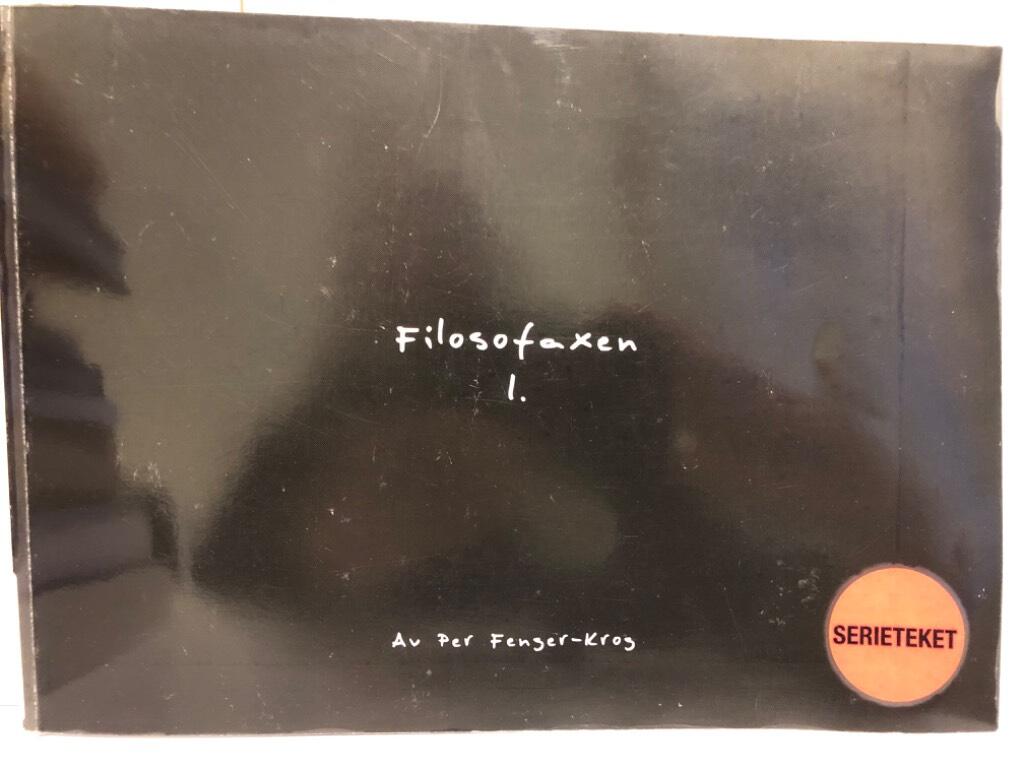 Filosofaxen
1.
Av Per Fenger-Krog
SERIETEKET